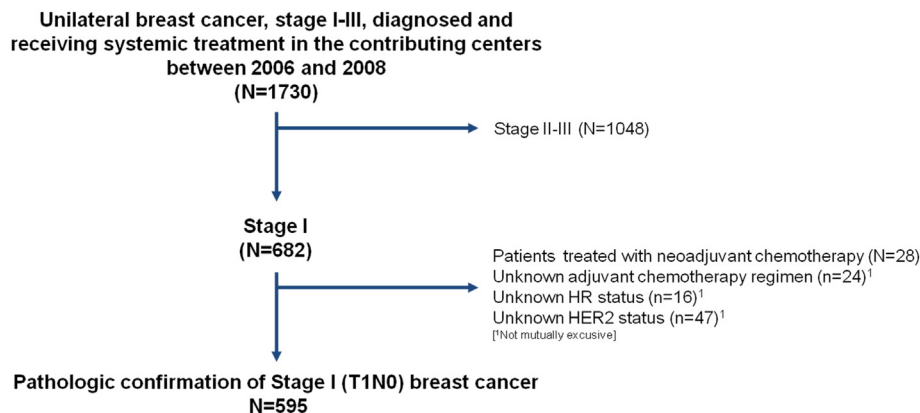 Unilateral breast cancer, stage I-III, diagnosed and
receiving systemic treatment in the contributing centers
between 2006 and 2008
(N=1730)
Stage II-III (N=1048)
Stage I
(N=682)
Patients treated with neoadjuvant chemotherapy (N=28)
Unknown adjuvant chemotherapy regimen (n=24)¹
Unknown HR status (n=16)¹
Unknown HER2 status (n=47)¹
[¹Not mutually excusive]
Pathologic confirmation of Stage I (T1N0) breast cancer
N=595